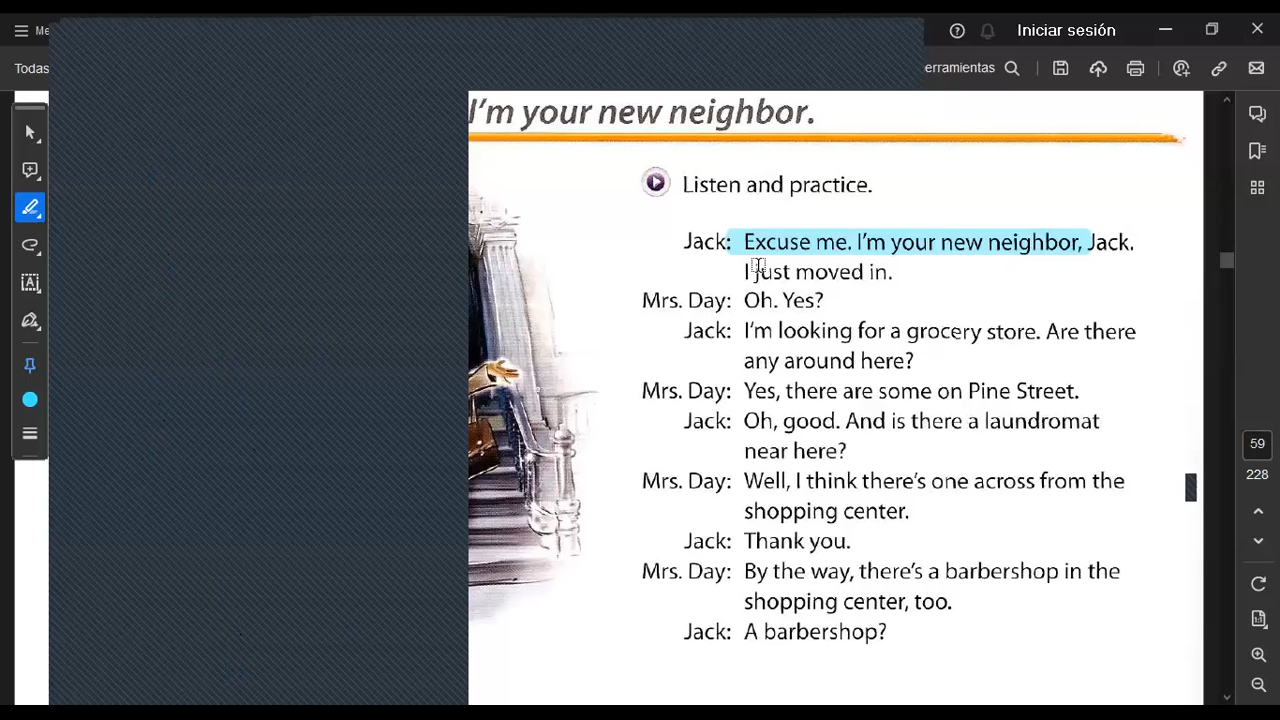 Me
Iniciar sesión
Todas
erramientas
I'm your new neighbor.
Listen and practice.
Jack: Excuse me. I'm your new neighbor, Jack.
I just moved in.
Mrs. Day: Oh. Yes?
Jack: I'm looking for a grocery store. Are there
any around here?
Mrs. Day: Yes, there are some on Pine Street.
Jack: Oh, good. And is there a laundromat
near here?
Mrs. Day: Well, I think there's one across from the
shopping center.
Jack: Thank you.
Mrs. Day: By the way, there's a barbershop in the
shopping center, too.
Jack: A barbershop?
59
228